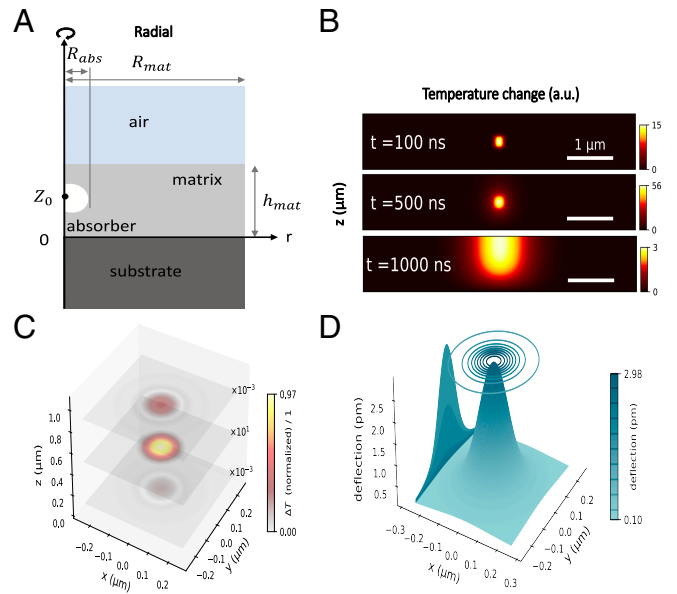 A
Radial
R_abs
R_mat
air
matrix
Z_0
h_mat
absorber
0
r
substrate
B
Temperature change (a.u.)
z (μm)
t =100 ns
1 μm
15
0
t =500 ns
56
0
t =1000 ns
3
0
C
×10⁻³
×10¹
×10⁻³
z (μm)
1.0
0.8
0.6
0.4
0.2
0.0
−0.2
−0.1
0.0
0.1
0.2
x (μm)
−0.2
−0.1
0.0
0.1
0.2
y (μm)
0.97
0.00
ΔT (normalized) / 1
D
deflection (pm)
2.5
2.0
1.5
1.0
0.5
−0.3
−0.2
−0.1
0.0
0.1
0.2
0.3
x (μm)
−0.2
−0.1
0.0
0.1
0.2
y (μm)
2.98
0.10
deflection (pm)